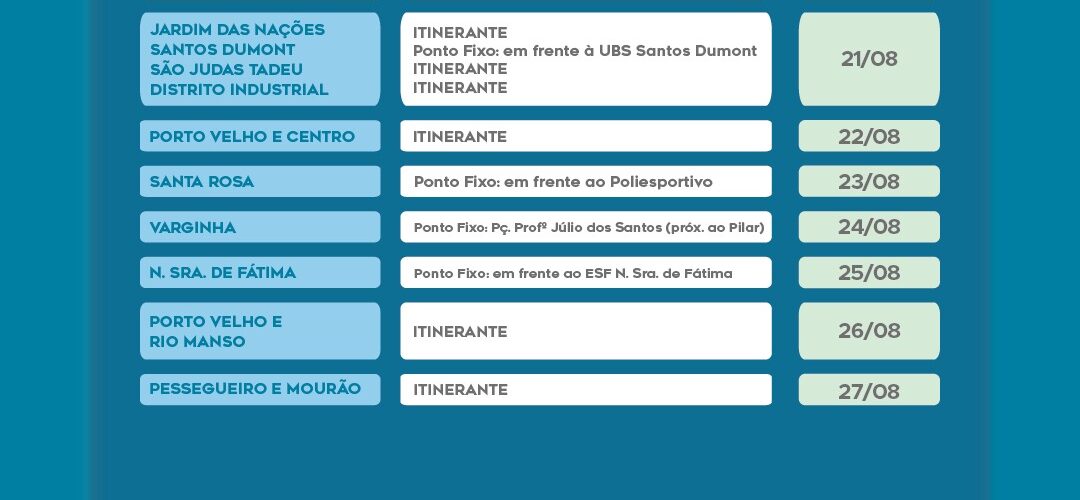 JARDIM DAS NAÇÕES
SANTOS DUMONT
SÃO JUDAS TADEU
DISTRITO INDUSTRIAL
ITINERANTE
Ponto Fixo: em frente à UBS Santos Dumont
ITINERANTE
ITINERANTE
21/08
PORTO VELHO E CENTRO
ITINERANTE
22/08
SANTA ROSA
Ponto Fixo: em frente ao Poliesportivo
23/08
VARGINHA
Ponto Fixo: Pç. Profº Júlio dos Santos (próx. ao Pilar)
24/08
N. SRA. DE FÁTIMA
Ponto Fixo: em frente ao ESF N. Sra. de Fátima
25/08
PORTO VELHO E
RIO MANSO
ITINERANTE
26/08
PESSEGUEIRO E MOURÃO
ITINERANTE
27/08